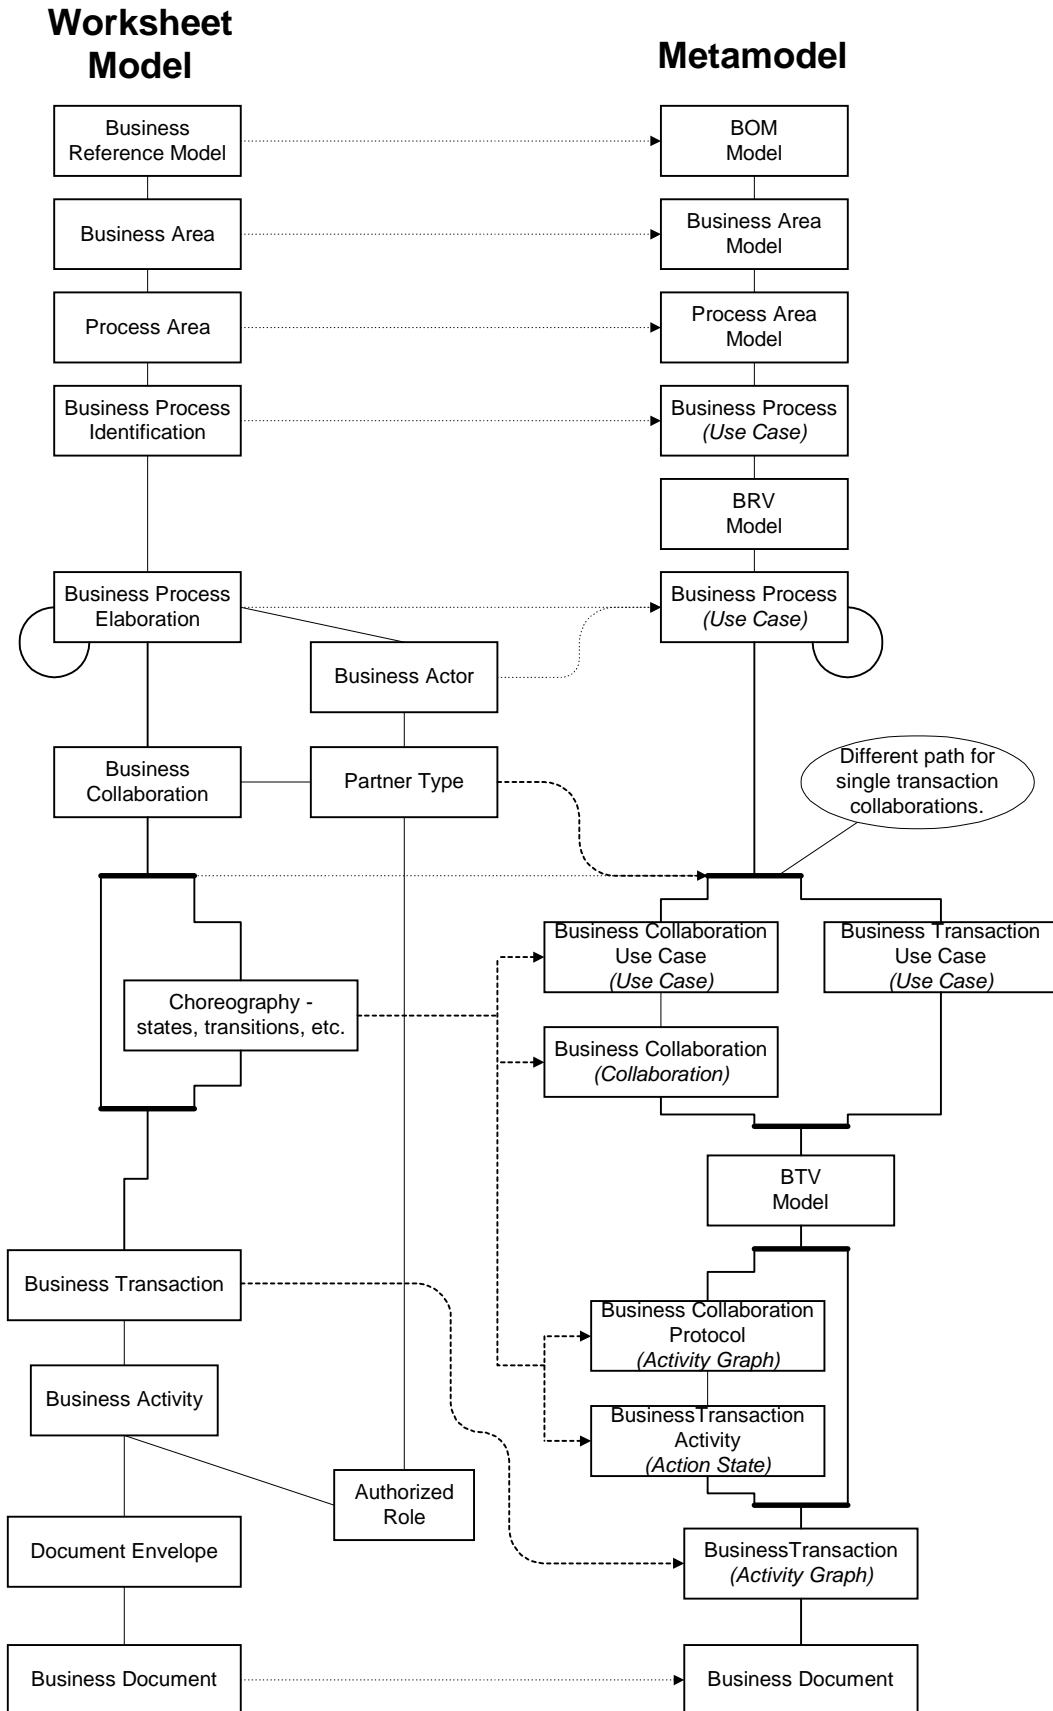 Worksheet
Model
Metamodel
Business
Reference Model
BOM
Model
Business Area
Business Area
Model
Process Area
Process Area
Model
Business Process
Identification
Business Process
(Use Case)
BRV
Model
Business Process
Elaboration
Business Process
(Use Case)
Business Actor
Business
Collaboration
Partner Type
Different path for
single transaction
collaborations.
Business Collaboration
Use Case
(Use Case)
Business Transaction
Use Case
(Use Case)
Choreography -
states, transitions, etc.
Business Collaboration
(Collaboration)
BTV
Model
Business Transaction
Business Collaboration
Protocol
(Activity Graph)
Business Activity
BusinessTransaction
Activity
(Action State)
Authorized
Role
Document Envelope
BusinessTransaction
(Activity Graph)
Business Document
Business Document